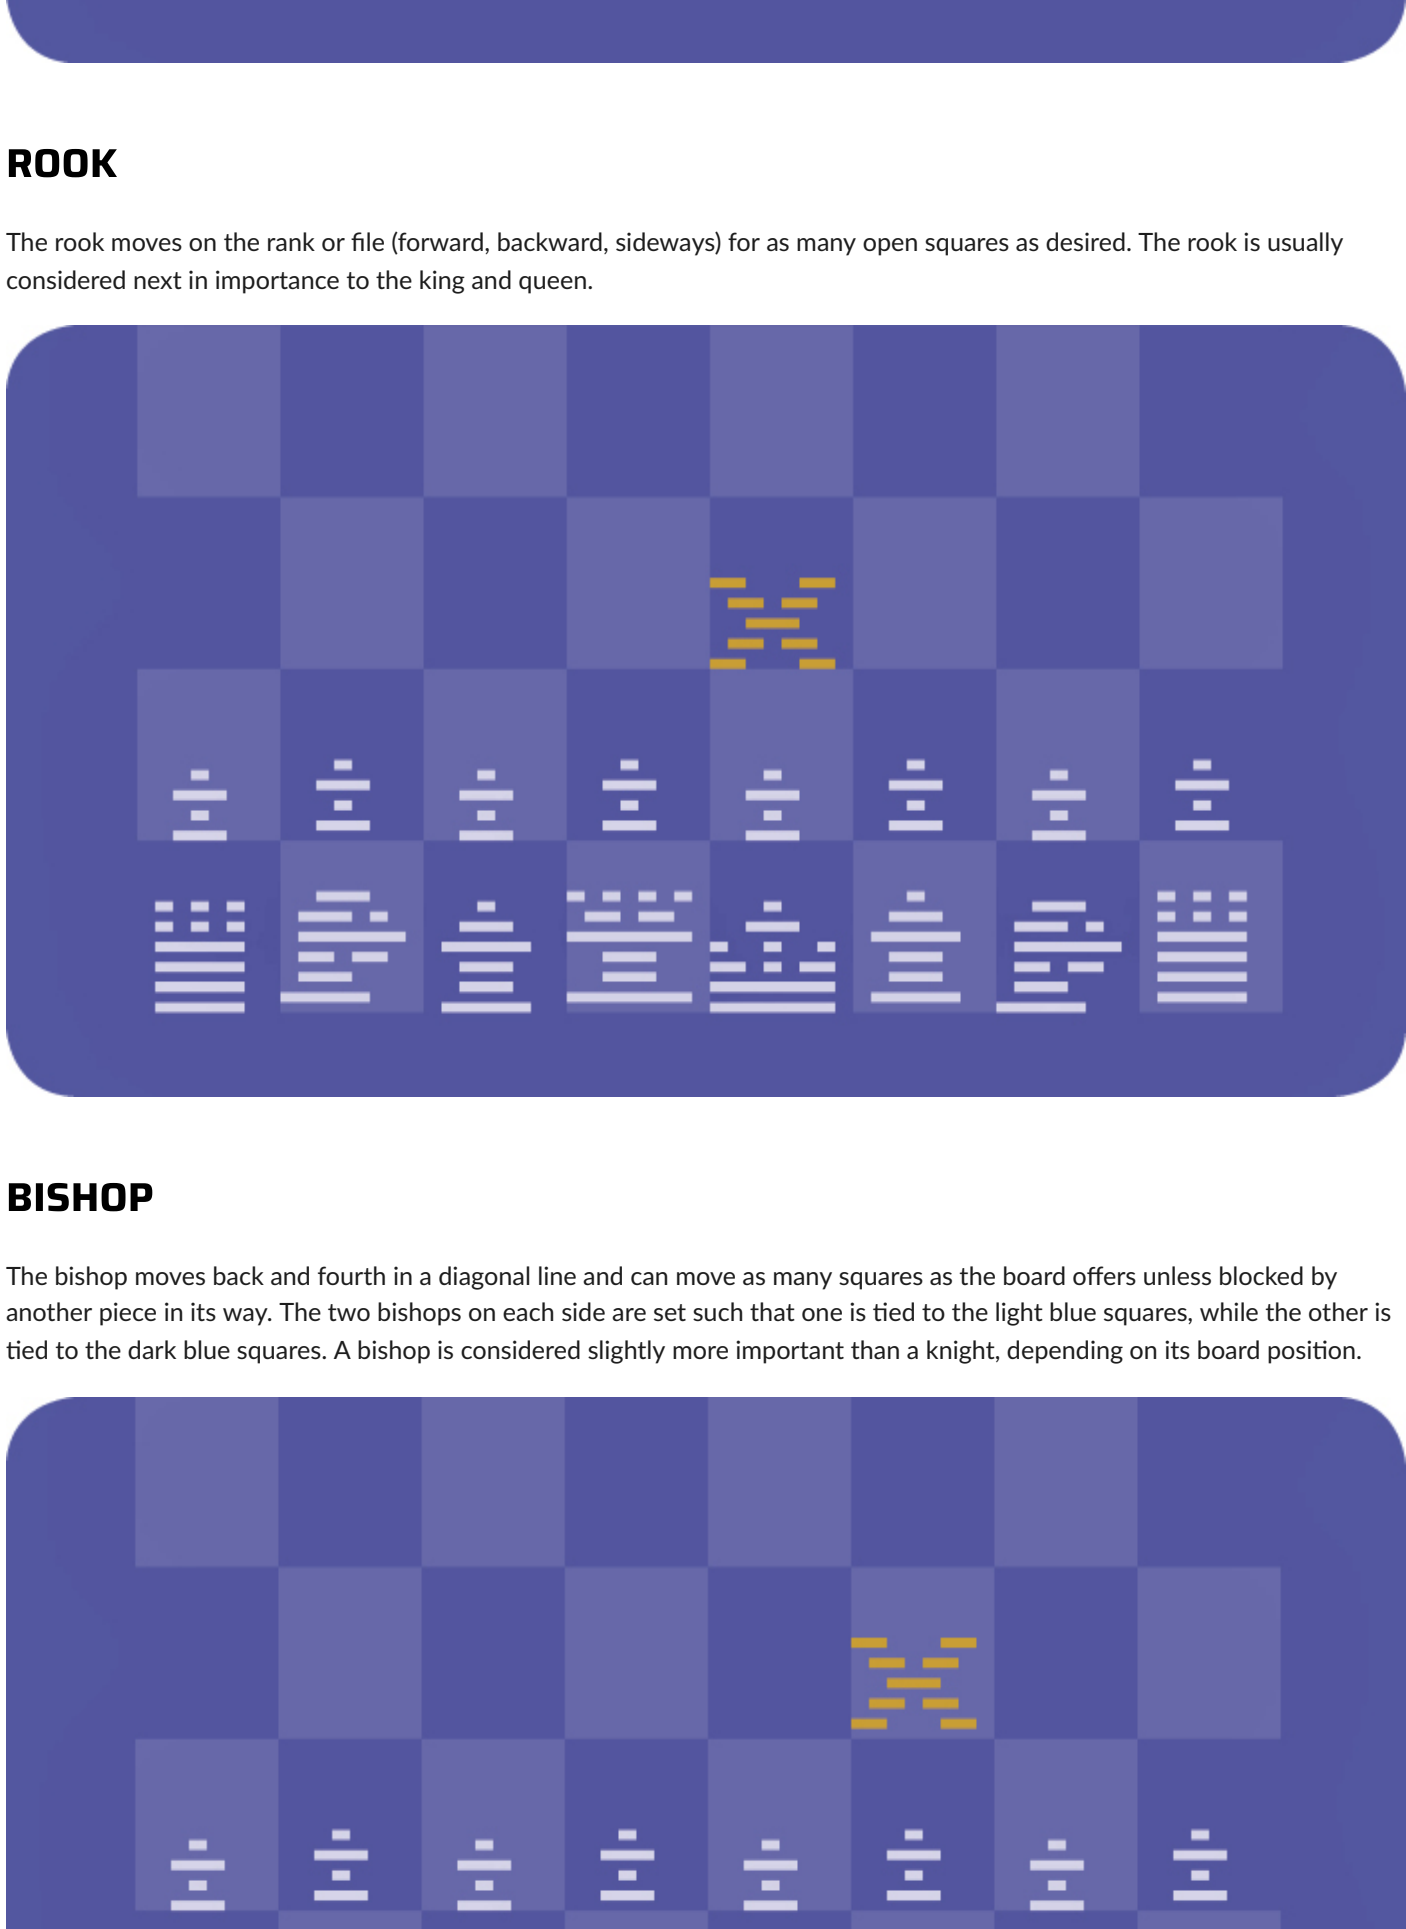 ROOK
The rook moves on the rank or file (forward, backward, sideways) for as many open squares as desired. The rook is usually
considered next in importance to the king and queen.
BISHOP
The bishop moves back and fourth in a diagonal line and can move as many squares as the board offers unless blocked by
another piece in its way. The two bishops on each side are set such that one is tied to the light blue squares, while the other is
tied to the dark blue squares. A bishop is considered slightly more important than a knight, depending on its board position.